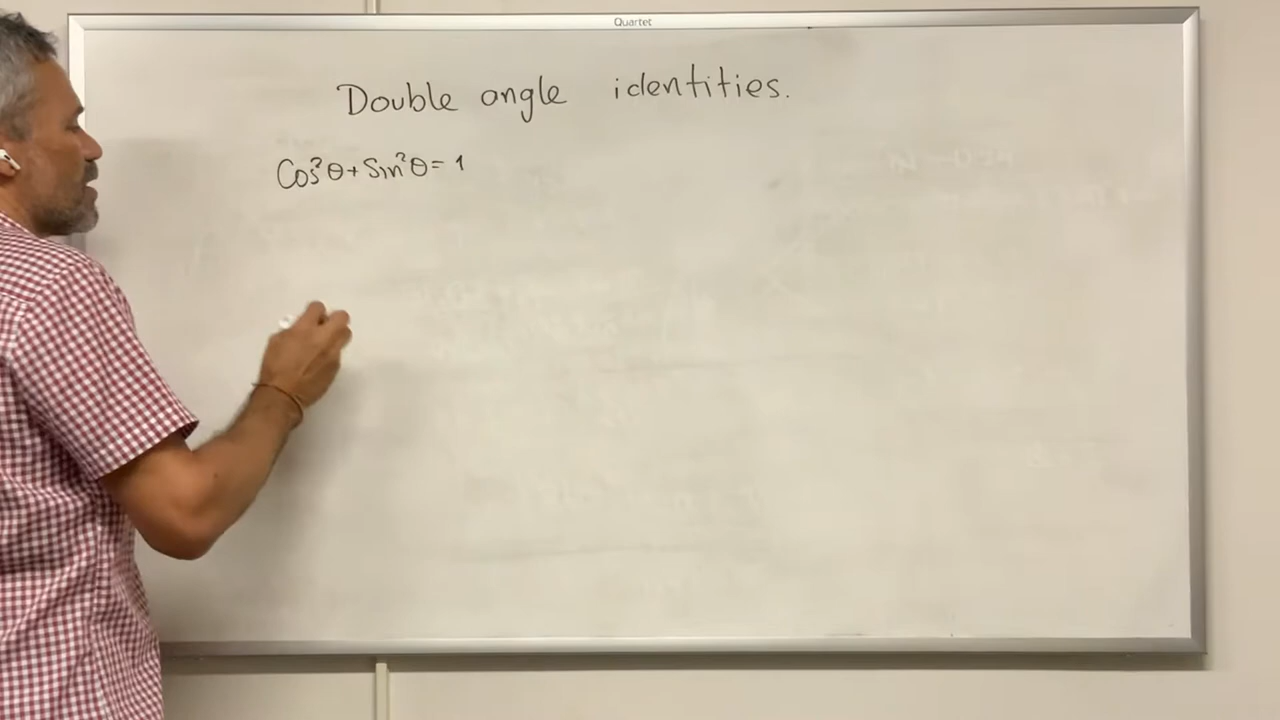 Quartet
Double angle identities.
Cos²θ+Sin²θ=1